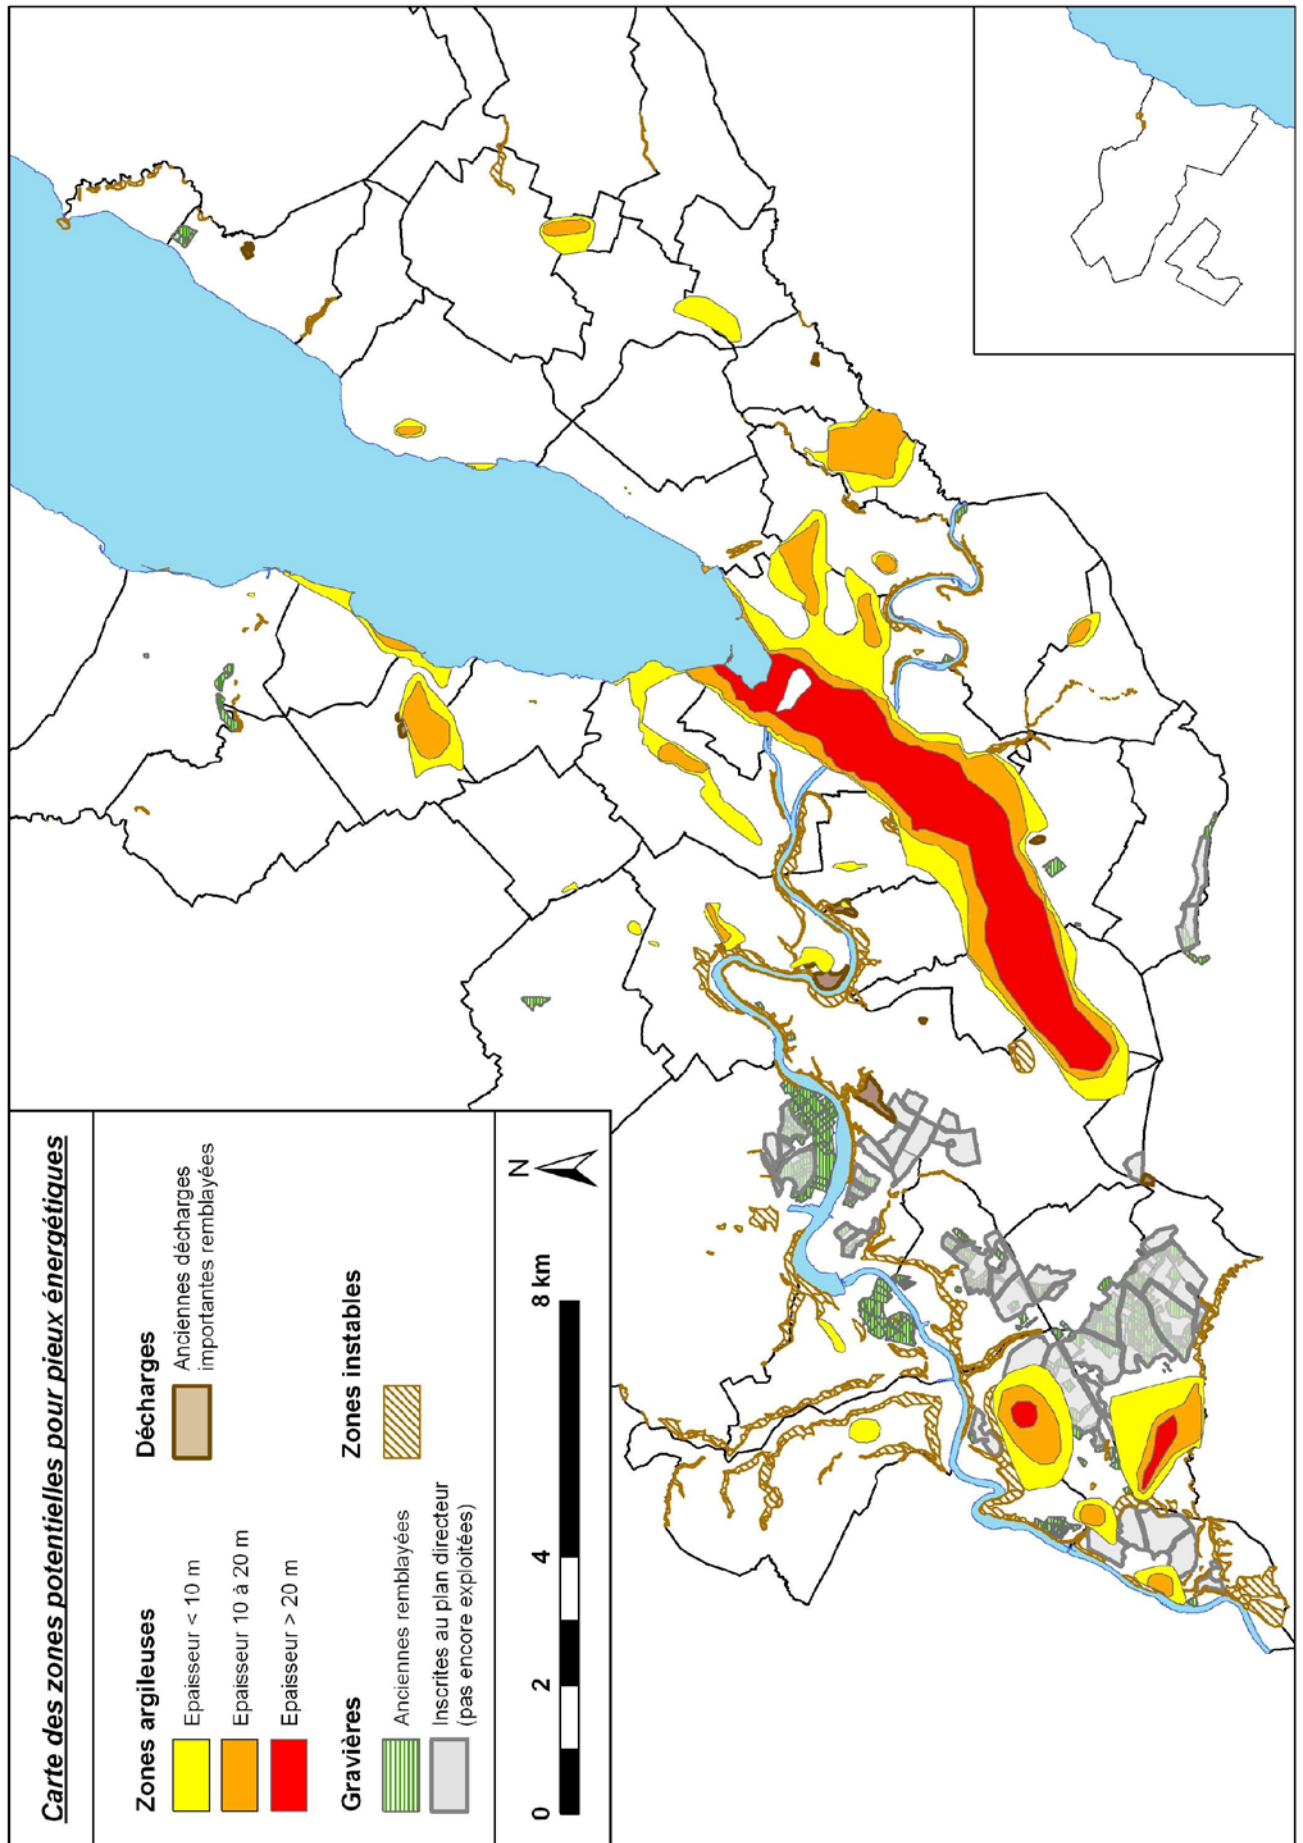 Carte des zones potentielles pour pieux énergétiques
Zones argileuses
Epaisseur < 10 m
Epaisseur 10 à 20 m
Epaisseur > 20 m
Décharges
Anciennes décharges
importantes remblayées
Gravières
Anciennes remblayées
Inscrites au plan directeur
(pas encore exploitées)
Zones instables
0 2 4 8 km
N